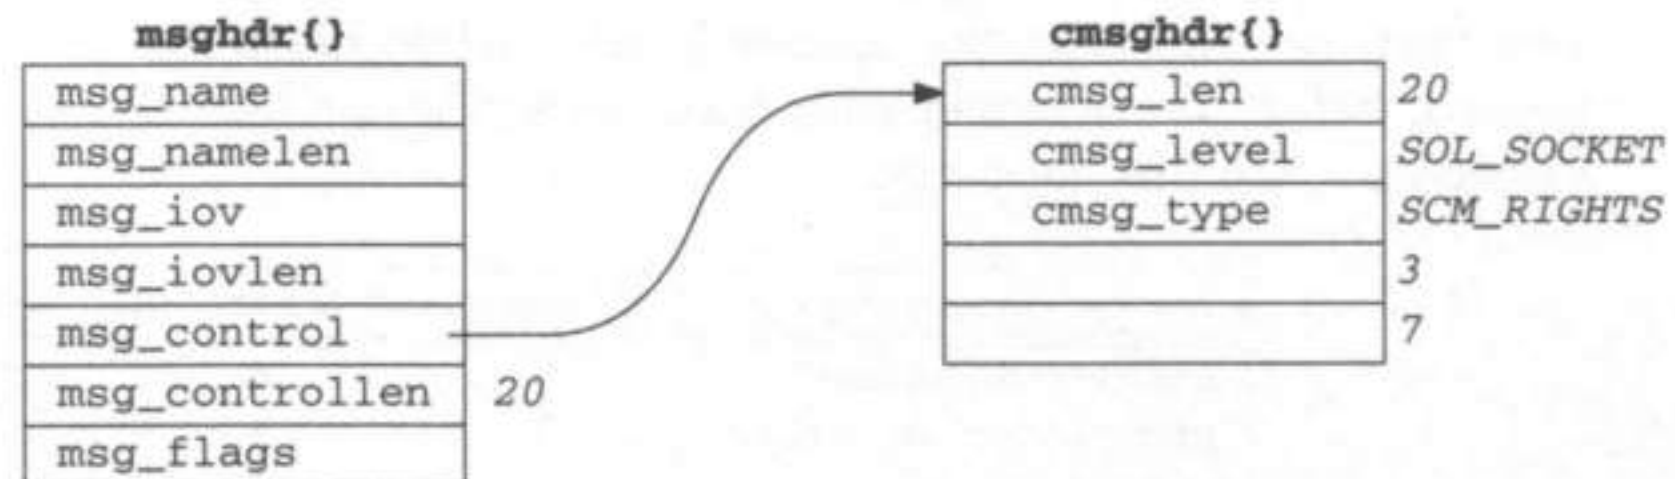 msghdr{}
msg_name
msg_namelen
msg_iov
msg_iovlen
msg_control
msg_controllen 20
msg_flags
cmsghdr{}
cmsg_len 20
cmsg_level SOL_SOCKET
cmsg_type SCM_RIGHTS
3
7